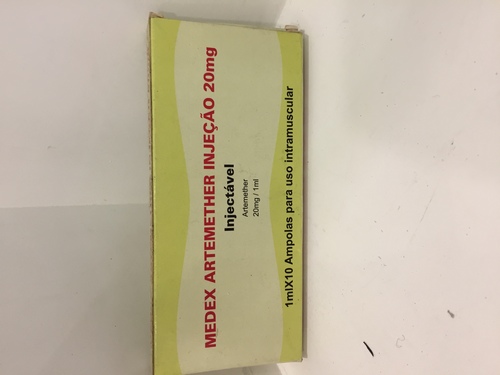 MEDEX ARTEMETHER INJEÇÃO 20mg
Injectável
Artemether
20mg / 1ml
1mlX10 Ampolas para uso intramuscular